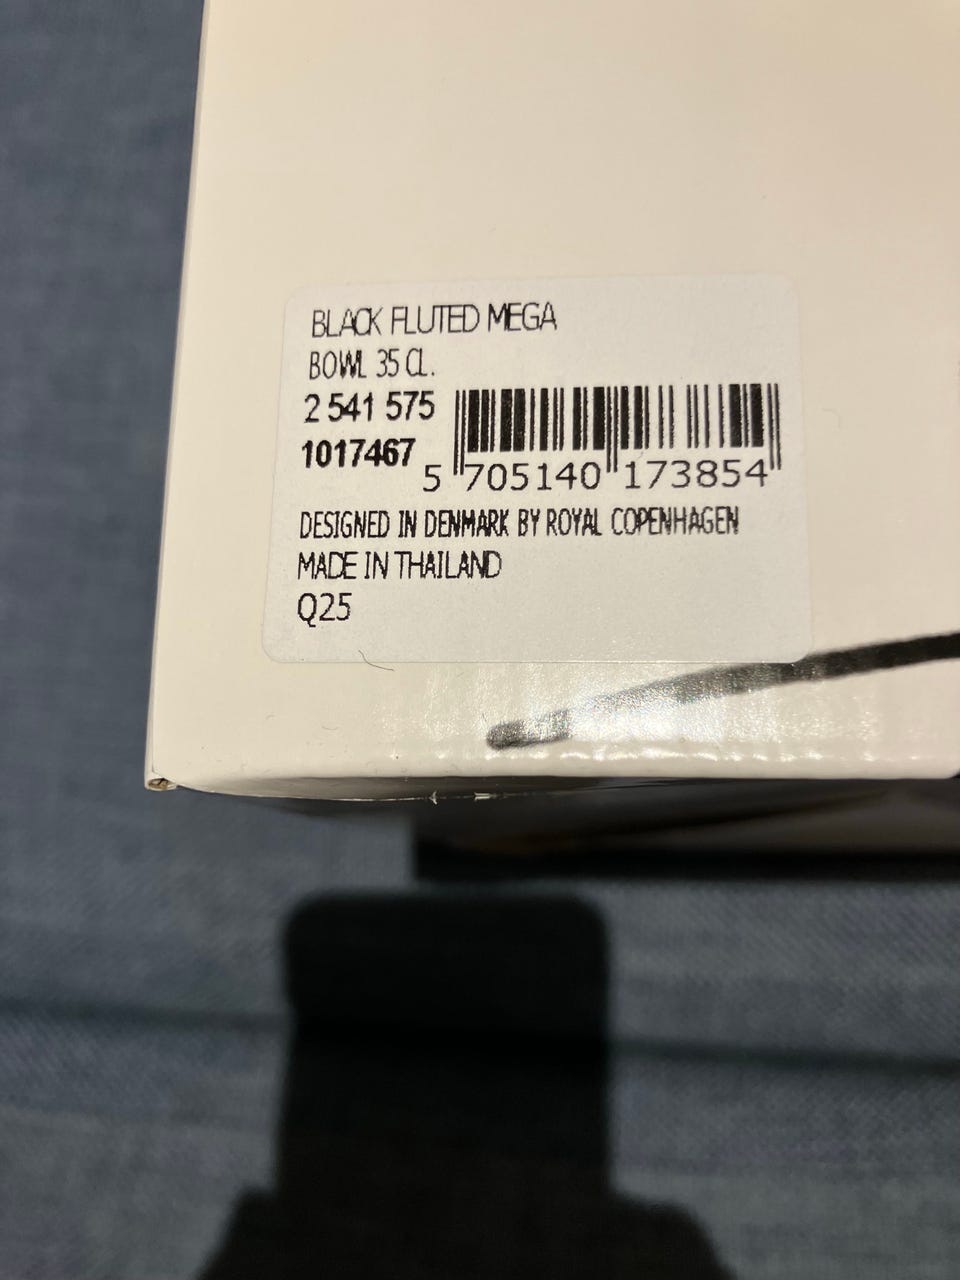 BLACK FLUTED MEGA
BOWL 35 CL.
2 541 575
1017467
5 705140 173854
DESIGNED IN DENMARK BY ROYAL COPENHAGEN
MADE IN THAILAND
Q25